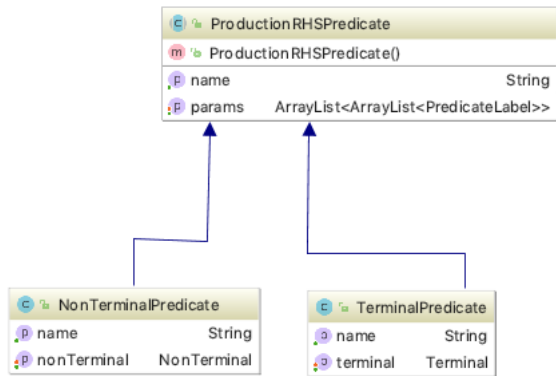 ProductionRHSPredicate
ProductionRHSPredicate()
name String
params ArrayList<ArrayList<PredicateLabel>>
NonTerminalPredicate
name String
nonTerminal NonTerminal
TerminalPredicate
name String
terminal Terminal